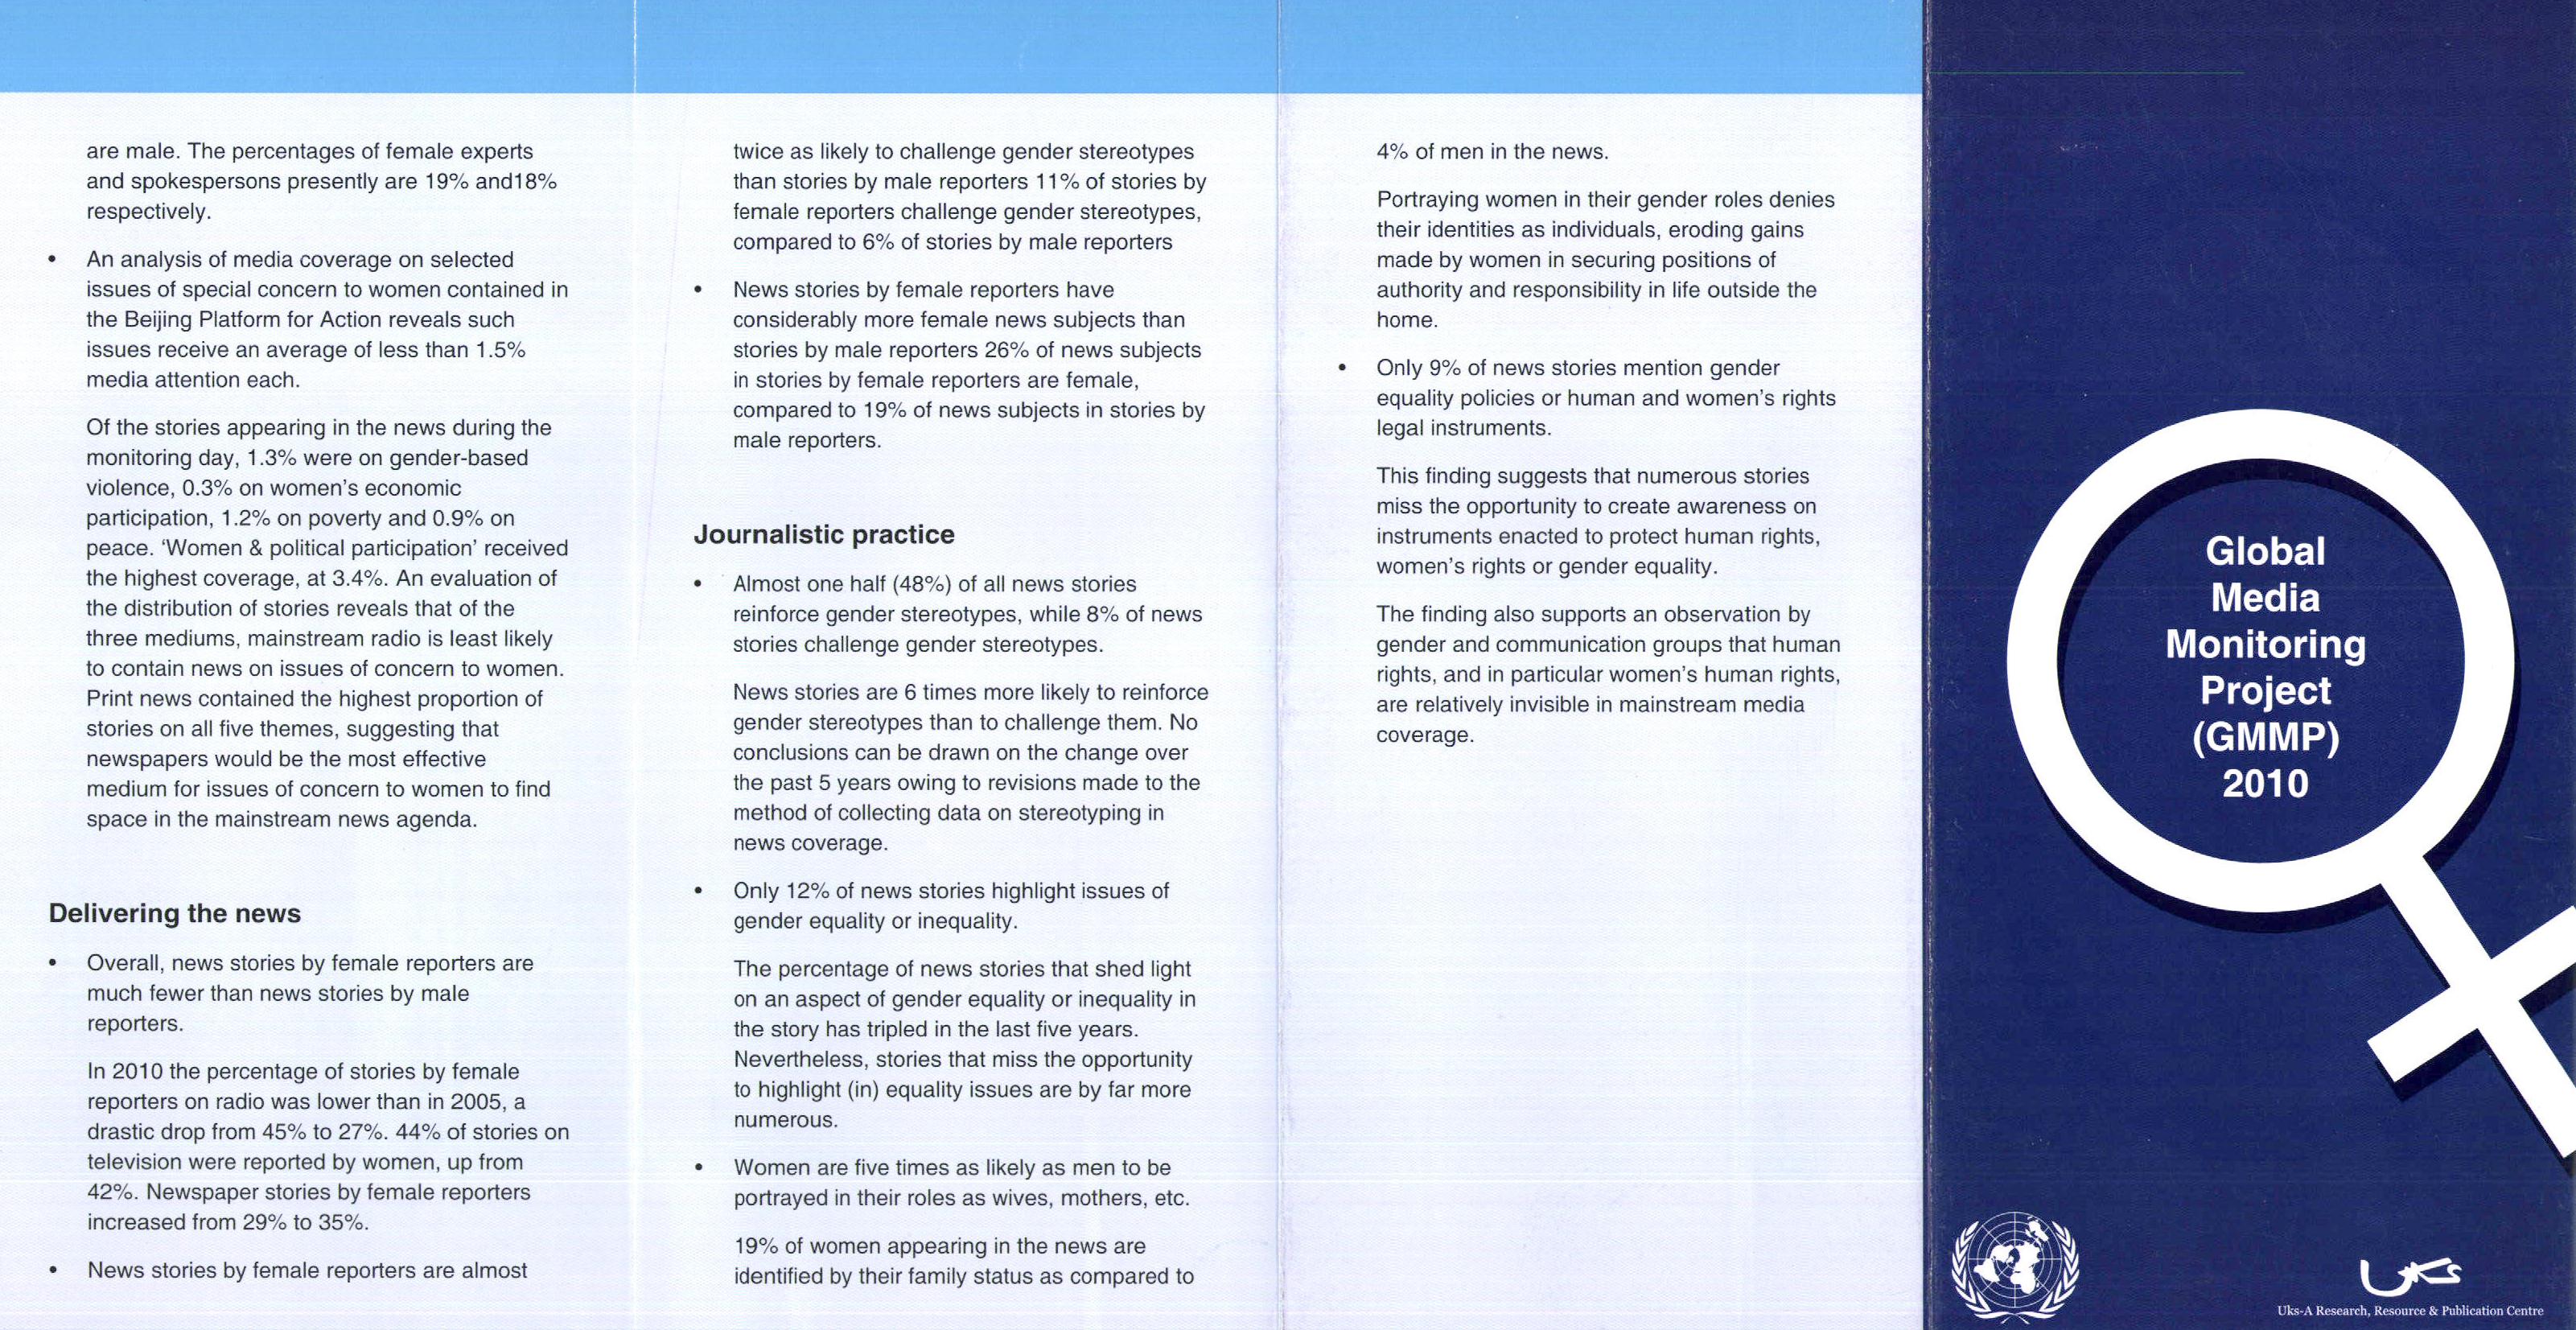 are male. The percentages of female experts
and spokespersons presently are 19% and18%
respectively.
• An analysis of media coverage on selected
issues of special concern to women contained in
the Beijing Platform for Action reveals such
issues receive an average of less than 1.5%
media attention each.
Of the stories appearing in the news during the
monitoring day, 1.3% were on gender-based
violence, 0.3% on women's economic
participation, 1.2% on poverty and 0.9% on
peace. ‘Women & political participation’ received
the highest coverage, at 3.4%. An evaluation of
the distribution of stories reveals that of the
three mediums, mainstream radio is least likely
to contain news on issues of concern to women.
Print news contained the highest proportion of
stories on all five themes, suggesting that
newspapers would be the most effective
medium for issues of concern to women to find
space in the mainstream news agenda.
Delivering the news
• Overall, news stories by female reporters are
much fewer than news stories by male
reporters.
In 2010 the percentage of stories by female
reporters on radio was lower than in 2005, a
drastic drop from 45% to 27%. 44% of stories on
television were reported by women, up from
42%. Newspaper stories by female reporters
increased from 29% to 35%.
• News stories by female reporters are almost
twice as likely to challenge gender stereotypes
than stories by male reporters 11% of stories by
female reporters challenge gender stereotypes,
compared to 6% of stories by male reporters
• News stories by female reporters have
considerably more female news subjects than
stories by male reporters 26% of news subjects
in stories by female reporters are female,
compared to 19% of news subjects in stories by
male reporters.
Journalistic practice
• Almost one half (48%) of all news stories
reinforce gender stereotypes, while 8% of news
stories challenge gender stereotypes.
News stories are 6 times more likely to reinforce
gender stereotypes than to challenge them. No
conclusions can be drawn on the change over
the past 5 years owing to revisions made to the
method of collecting data on stereotyping in
news coverage.
• Only 12% of news stories highlight issues of
gender equality or inequality.
The percentage of news stories that shed light
on an aspect of gender equality or inequality in
the story has tripled in the last five years.
Nevertheless, stories that miss the opportunity
to highlight (in) equality issues are by far more
numerous.
• Women are five times as likely as men to be
portrayed in their roles as wives, mothers, etc.
19% of women appearing in the news are
identified by their family status as compared to
4% of men in the news.
Portraying women in their gender roles denies
their identities as individuals, eroding gains
made by women in securing positions of
authority and responsibility in life outside the
home.
• Only 9% of news stories mention gender
equality policies or human and women's rights
legal instruments.
This finding suggests that numerous stories
miss the opportunity to create awareness on
instruments enacted to protect human rights,
women's rights or gender equality.
The finding also supports an observation by
gender and communication groups that human
rights, and in particular women's human rights,
are relatively invisible in mainstream media
coverage.
Global
Media
Monitoring
Project
(GMMP)
2010
Uks
Uks-A Research, Resource & Publication Centre